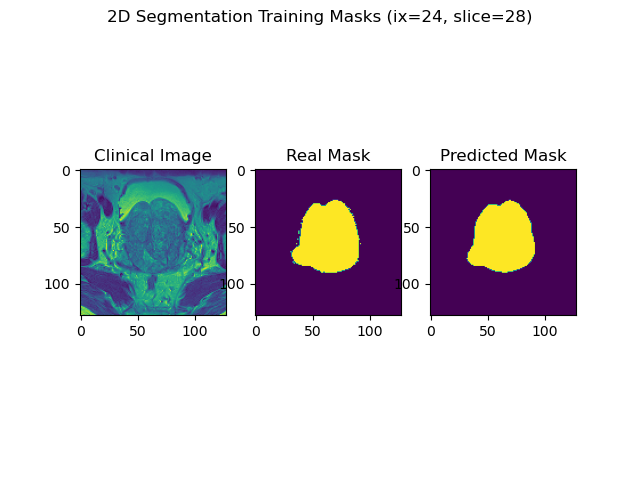 2D Segmentation Training Masks (ix=24, slice=28)
Clinical Image Real Mask Predicted Mask
0 0 0
50 50 50
100 100 100
0 50 100 0 50 100 0 50 100